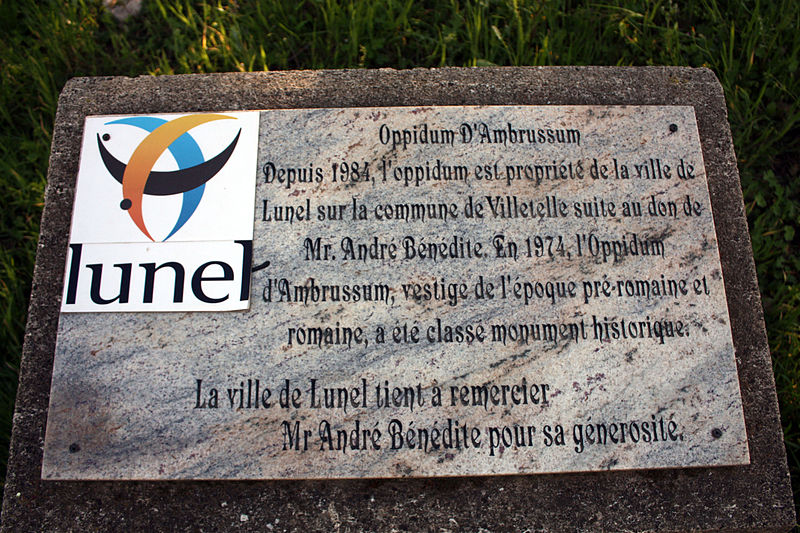 Oppidum D'Ambrussum
Depuis 1984, l'oppidum est propriété de la ville de
Lunel sur la commune de Villetelle suite au don de
Mr. André Bénédite. En 1974, l'Oppidum
d'Ambrussum, vestige de l'époque pré-romaine et
romaine, a été classé monument historique.
lunel
La ville de Lunel tient à remercier
Mr André Bénédite pour sa générosité.